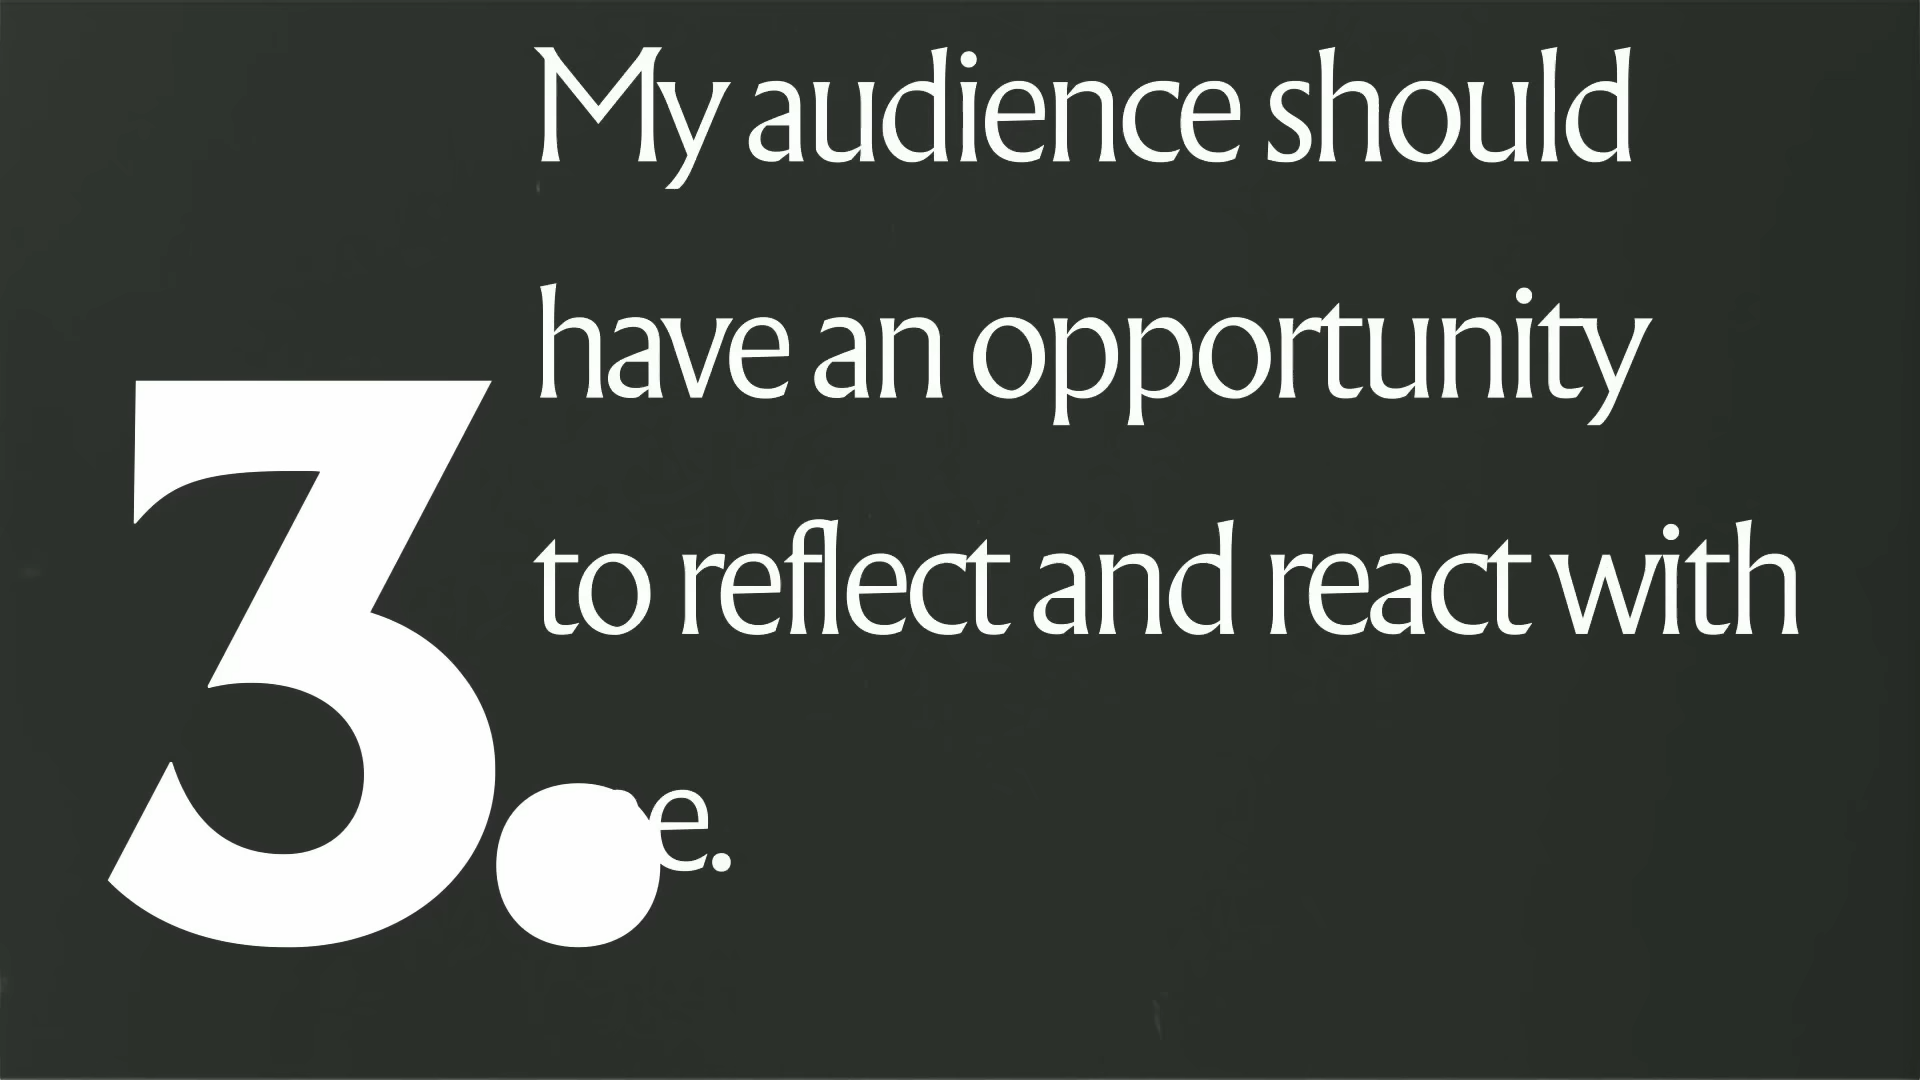 My audience should
have an opportunity
to reflect and react with
3.